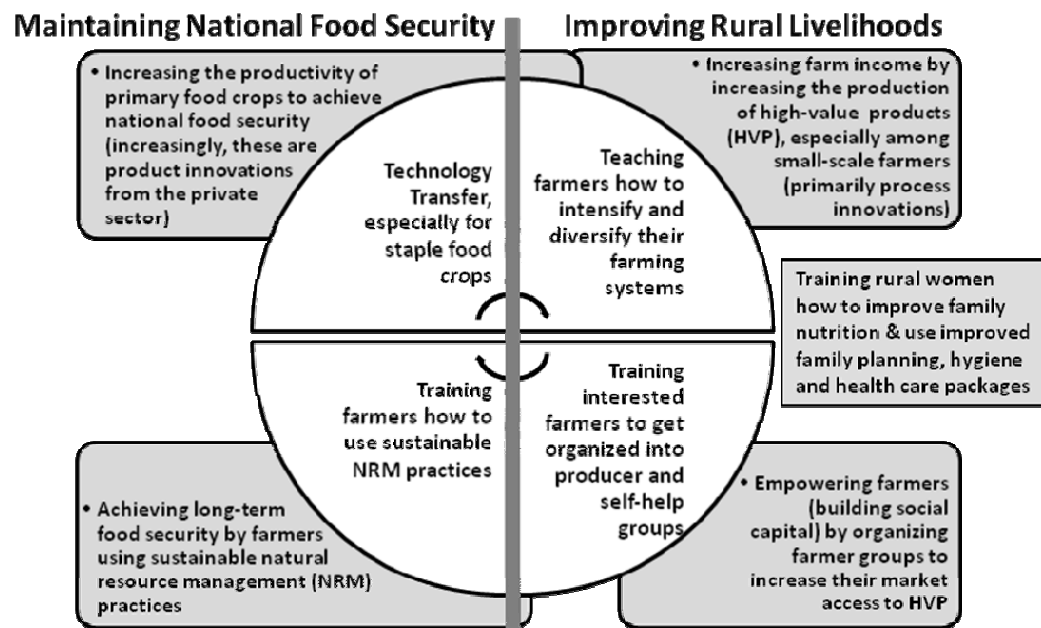 Maintaining National Food Security
Improving Rural Livelihoods
• Increasing the productivity of
primary food crops to achieve
national food security
(increasingly, these are
product innovations
from the private
sector)
Technology
Transfer,
especially for
staple food
crops
Teaching
farmers how to
intensify and
diversify their
farming
systems
• Increasing farm income by
increasing the production
of high-value products
(HVP), especially among
small-scale farmers
(primarily process
innovations)
Training rural women
how to improve family
nutrition & use improved
family planning, hygiene
and health care packages
Training
farmers how to
use sustainable
NRM practices
Training
interested
farmers to get
organized into
producer and
self-help
groups
• Achieving long-term
food security by farmers
using sustainable natural
resource management (NRM)
practices
• Empowering farmers
(building social
capital) by organizing
farmer groups to
increase their market
access to HVP